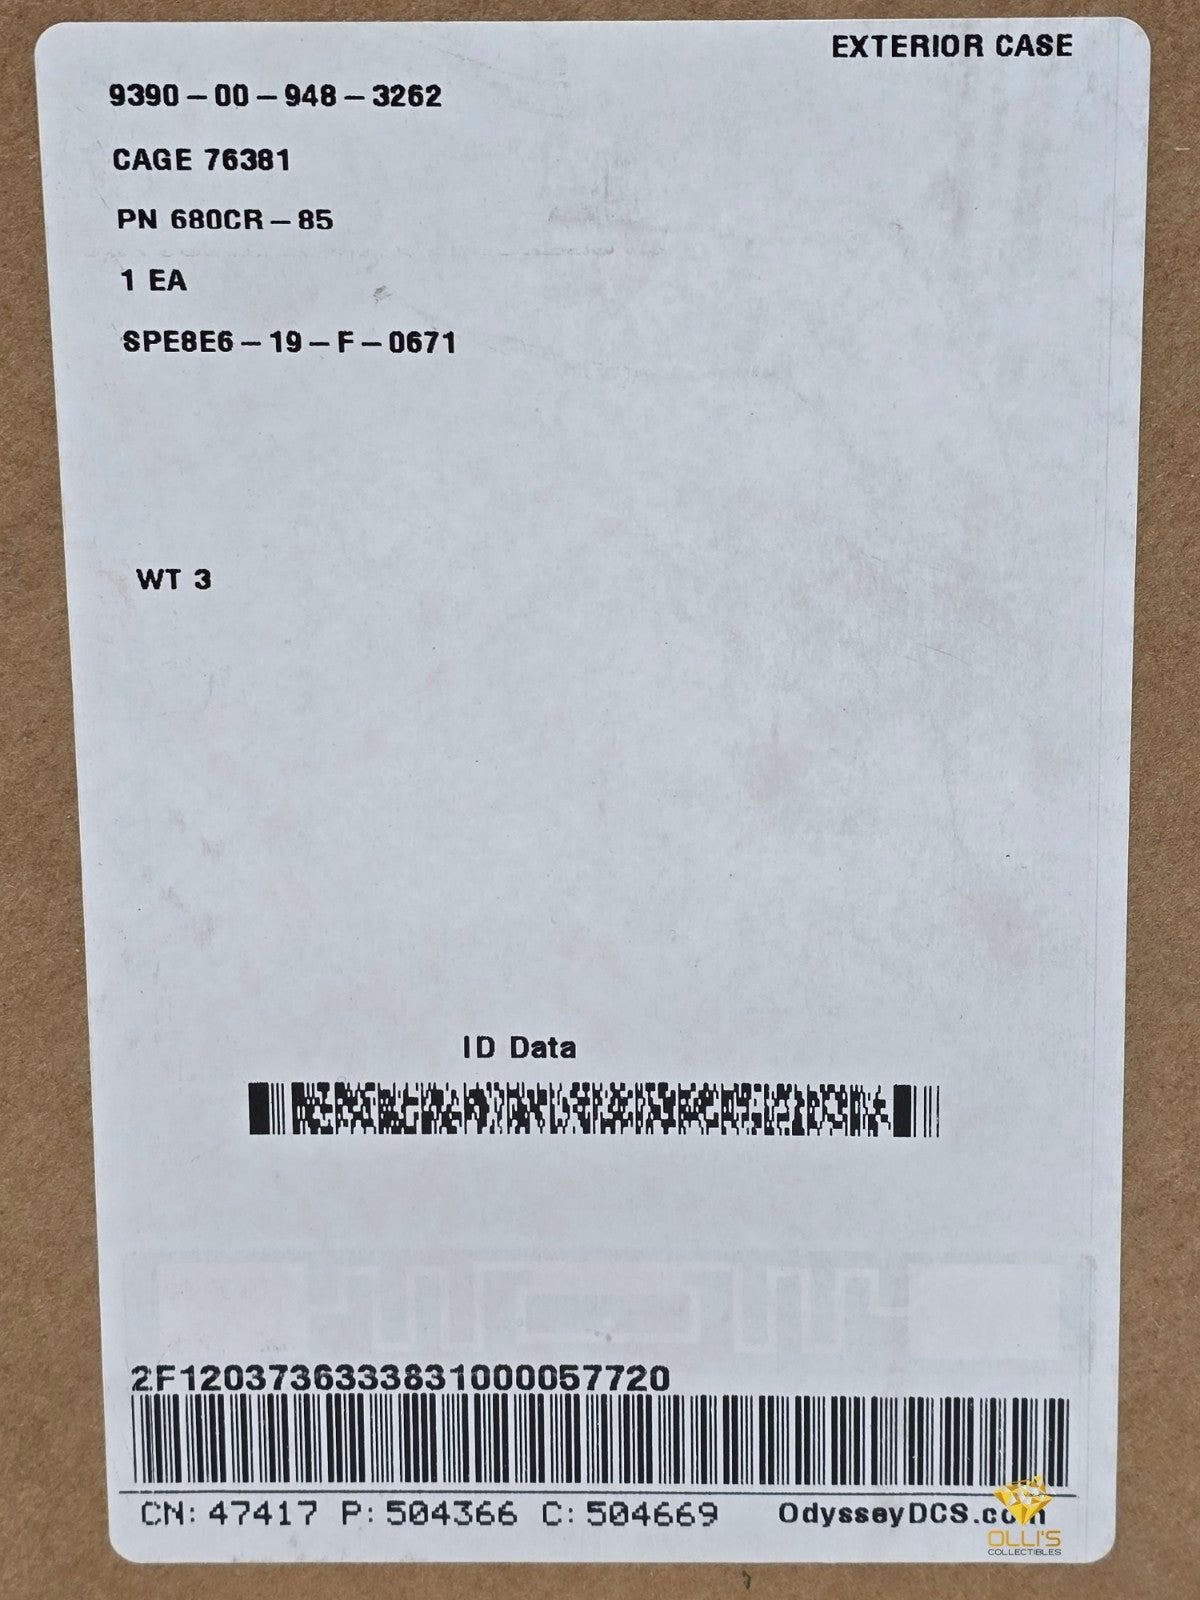 EXTERIOR CASE
9390-00-948-3262
CAGE 76381
PN 680CR-85
1 EA
SPE8E6-19-F-0671
WT 3
ID Data
2F1203736333831000057720
CN: 47417 P: 504366 C: 504669 OdysseyDCS.com
OLLI'S
COLLECTIBLES